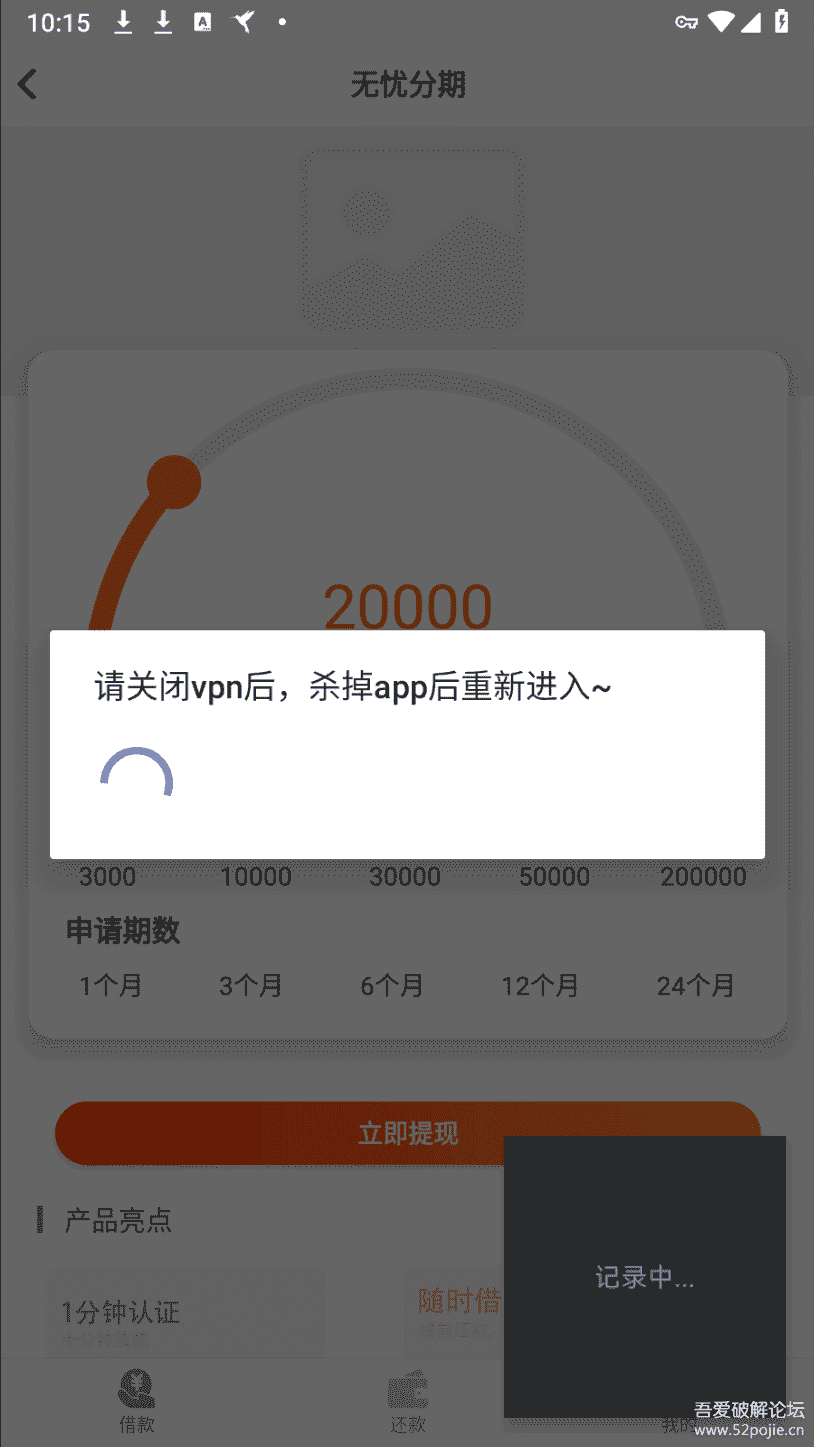 10:15
A
无忧分期
20000
请关闭vpn后，杀掉app后重新进入~
3000 10000 30000 50000 200000
申请期数
1个月 3个月 6个月 12个月 24个月
立即提现
产品亮点
1分钟认证 随时借
记录中...
借款 还款 我的
吾爱破解论坛
www.52pojie.cn